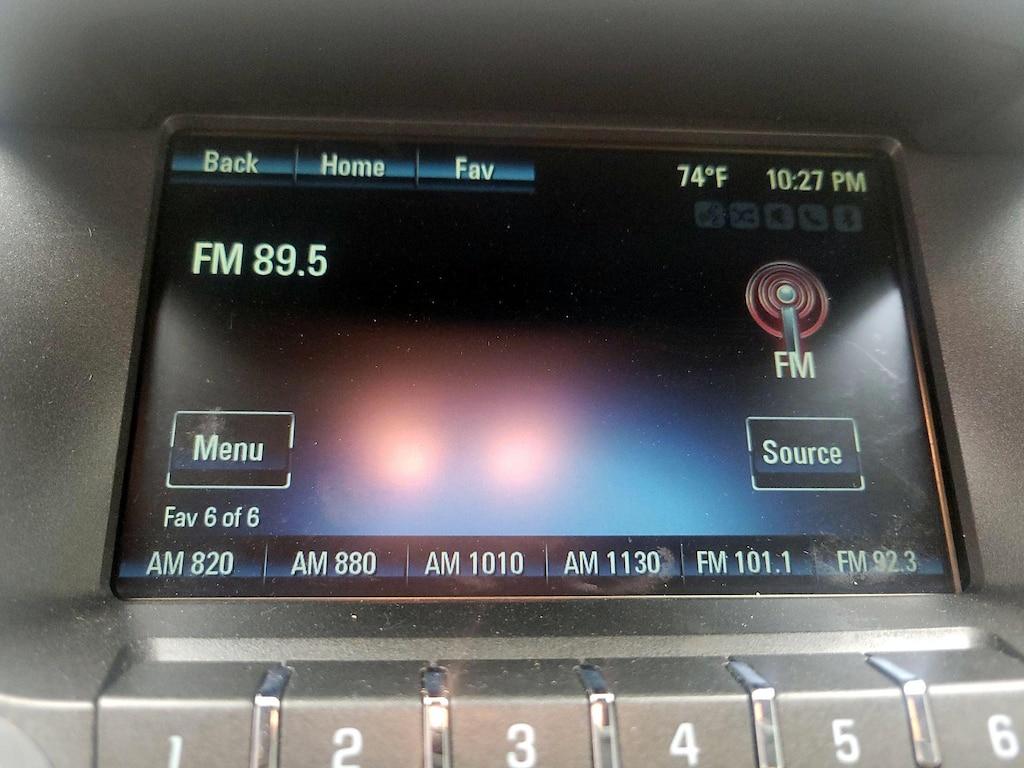 Back Home Fav 74°F 10:27 PM
FM 89.5
FM
Menu Source
Fav 6 of 6
AM 820 AM 880 AM 1010 AM 1130 FM 101.1 FM 92.3
1 2 3 4 5 6